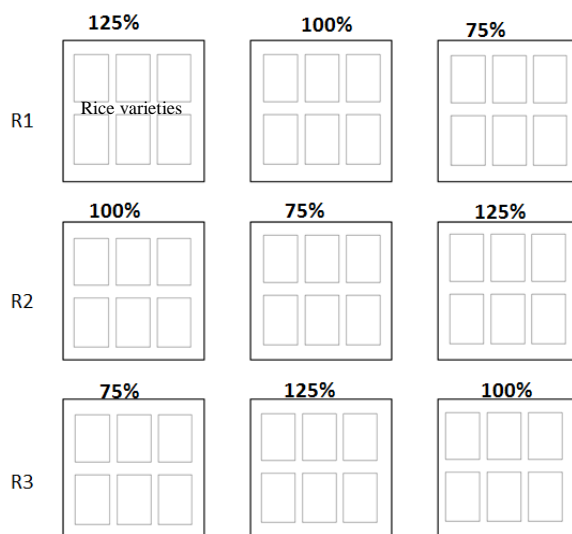 125% 100% 75%
R1 Rice varieties
100% 75% 125%
R2
75% 125% 100%
R3